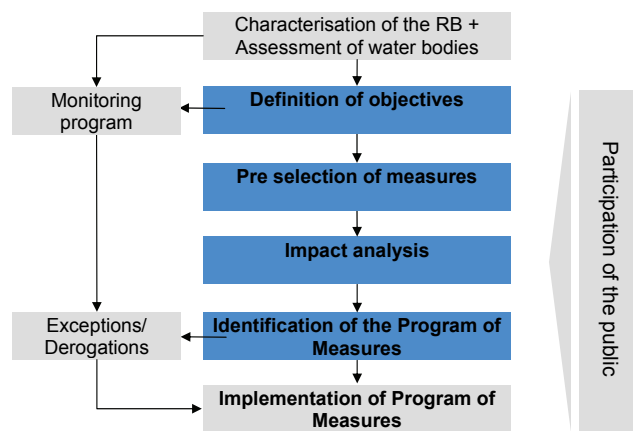 Characterisation of the RB +
Assessment of water bodies
Monitoring
program
Definition of objectives
Pre selection of measures
Impact analysis
Exceptions/
Derogations
Identification of the Program of
Measures
Implementation of Program of
Measures
Participation of the public